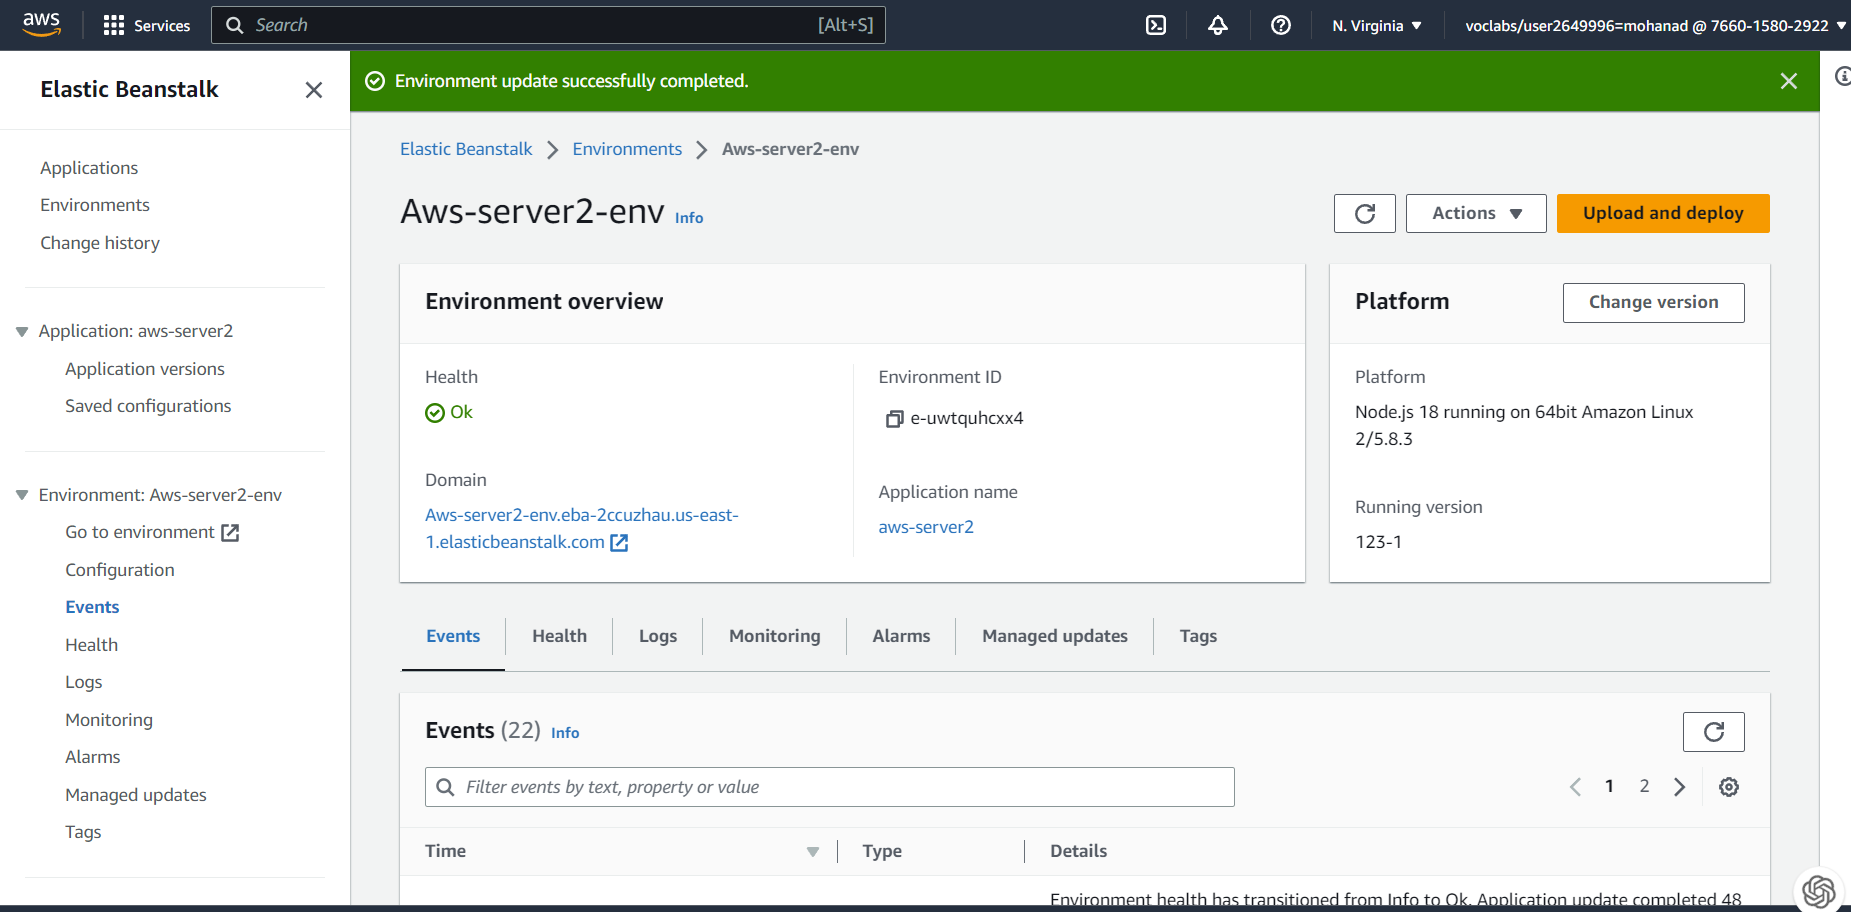 aws
Services
Search
[Alt+S]
N. Virginia
voclabs/user2649996=mohanad @ 7660-1580-2922
Elastic Beanstalk
Applications
Environments
Change history
Application: aws-server2
Application versions
Saved configurations
Environment: Aws-server2-env
Go to environment
Configuration
Events
Health
Logs
Monitoring
Alarms
Managed updates
Tags
Environment update successfully completed.
Elastic Beanstalk
Environments
Aws-server2-env
Aws-server2-env Info
Actions
Upload and deploy
Environment overview
Health
Ok
Domain
Aws-server2-env.eba-2ccuzhau.us-east-
1.elasticbeanstalk.com
Environment ID
e-uwtquhcxx4
Application name
aws-server2
Platform
Change version
Platform
Node.js 18 running on 64bit Amazon Linux
2/5.8.3
Running version
123-1
Events
Health
Logs
Monitoring
Alarms
Managed updates
Tags
Events (22) Info
Filter events by text, property or value
1
2
Time
Type
Details
Environment health has transitioned from Info to Ok. Application update completed 48